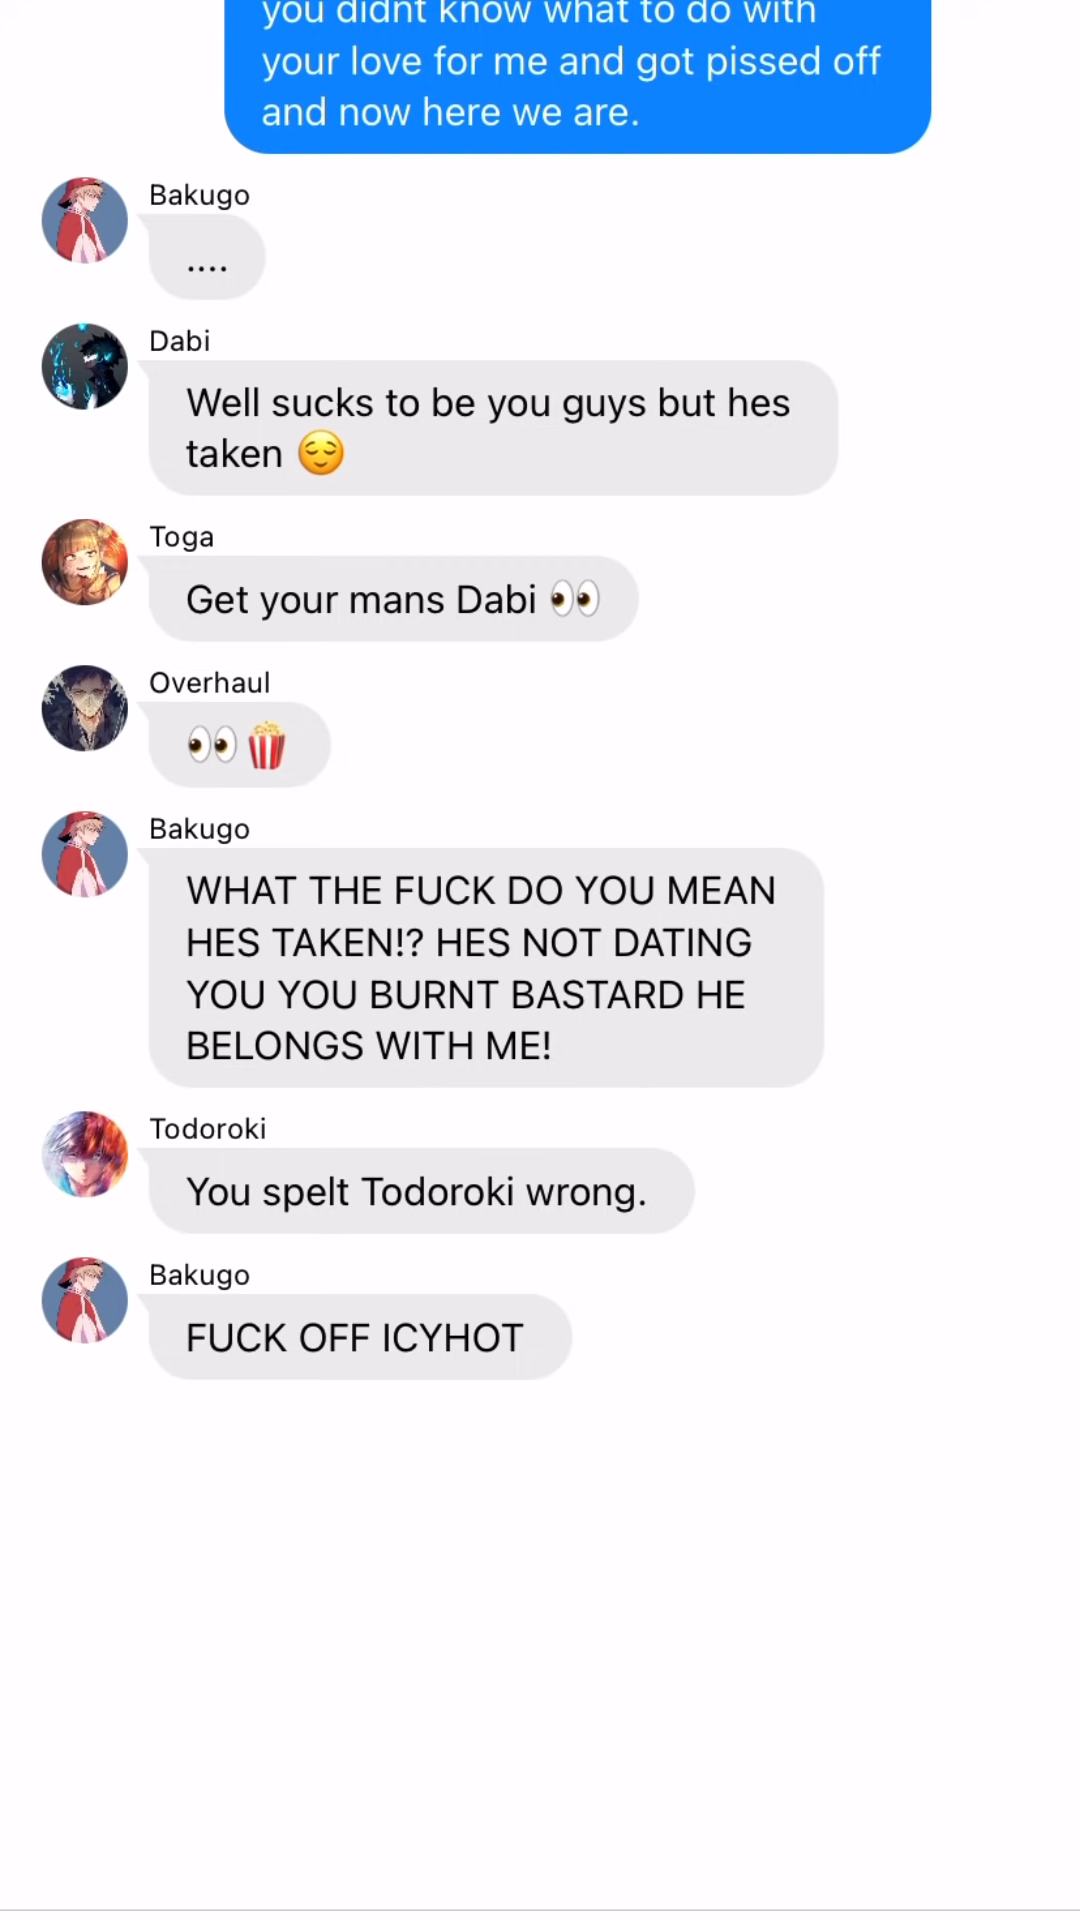 you didnt know what to do with
your love for me and got pissed off
and now here we are.
Bakugo
....
Dabi
Well sucks to be you guys but hes
taken 😌
Toga
Get your mans Dabi 👀
Overhaul
👀🍿
Bakugo
WHAT THE FUCK DO YOU MEAN
HES TAKEN!? HES NOT DATING
YOU YOU BURNT BASTARD HE
BELONGS WITH ME!
Todoroki
You spelt Todoroki wrong.
Bakugo
FUCK OFF ICYHOT